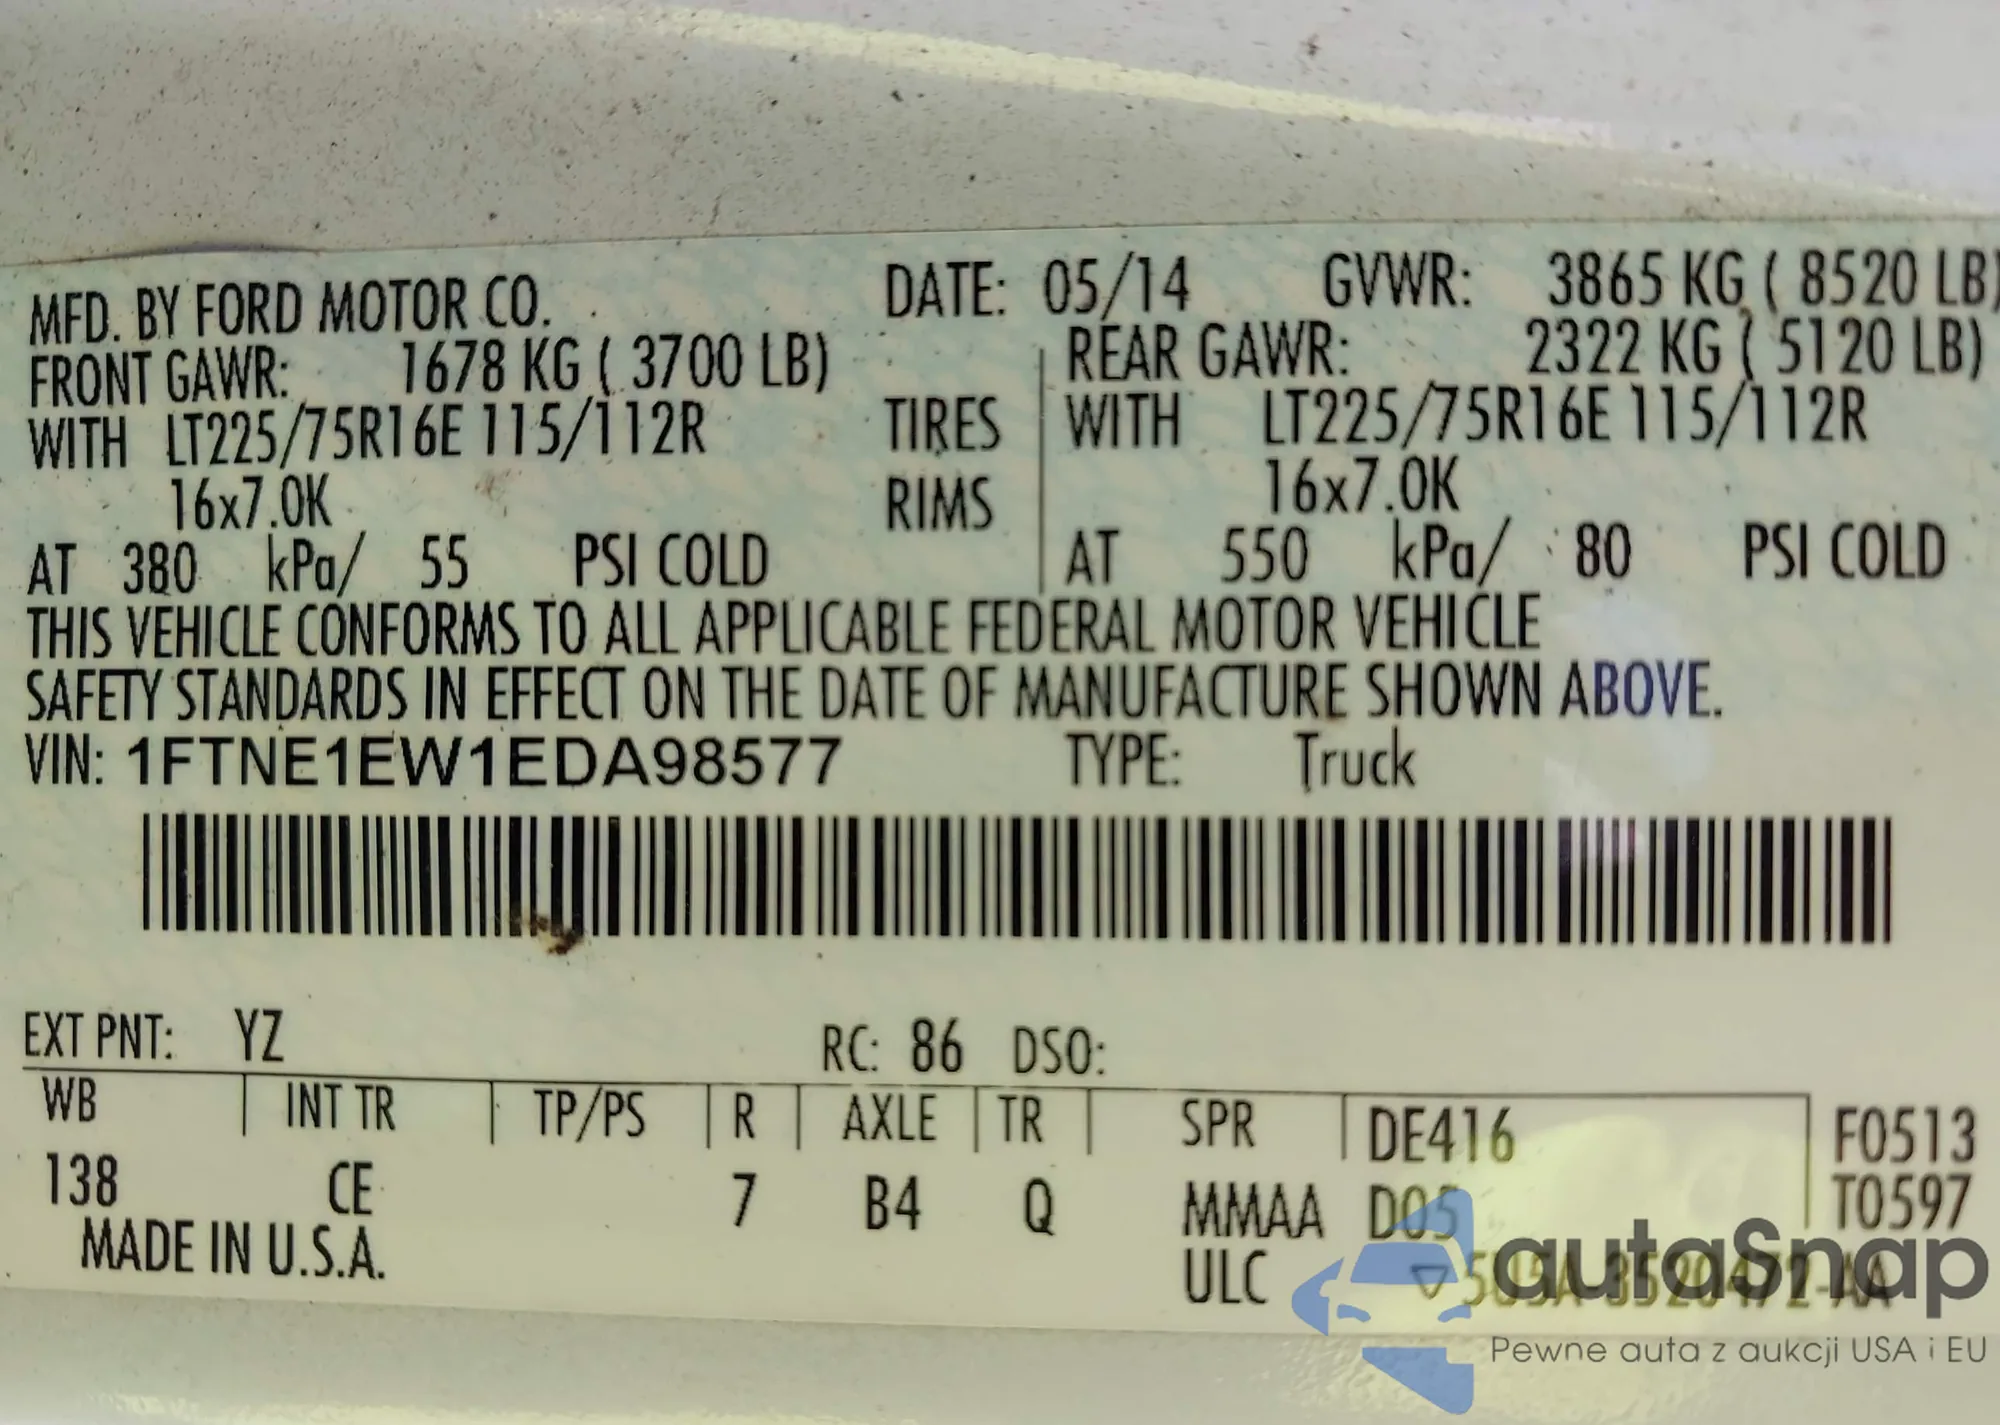 MFD. BY FORD MOTOR CO. DATE: 05/14 GVWR: 3865 KG ( 8520 LB)
FRONT GAWR: 1678 KG ( 3700 LB) REAR GAWR: 2322 KG ( 5120 LB)
WITH LT225/75R16E 115/112R TIRES WITH LT225/75R16E 115/112R
16x7.0K RIMS 16x7.0K
AT 380 kPa/ 55 PSI COLD AT 550 kPa/ 80 PSI COLD
THIS VEHICLE CONFORMS TO ALL APPLICABLE FEDERAL MOTOR VEHICLE
SAFETY STANDARDS IN EFFECT ON THE DATE OF MANUFACTURE SHOWN ABOVE.
VIN: 1FTNE1EW1EDA98577 TYPE: Truck
EXT PNT: YZ RC: 86 DSO:
WB INT TR TP/PS R AXLE TR SPR DE416 F0513
138 CE 7 B4 Q MMAA D05 T0597
MADE IN U.S.A. ULC
autaSnap
Pewne auta z aukcji USA i EU